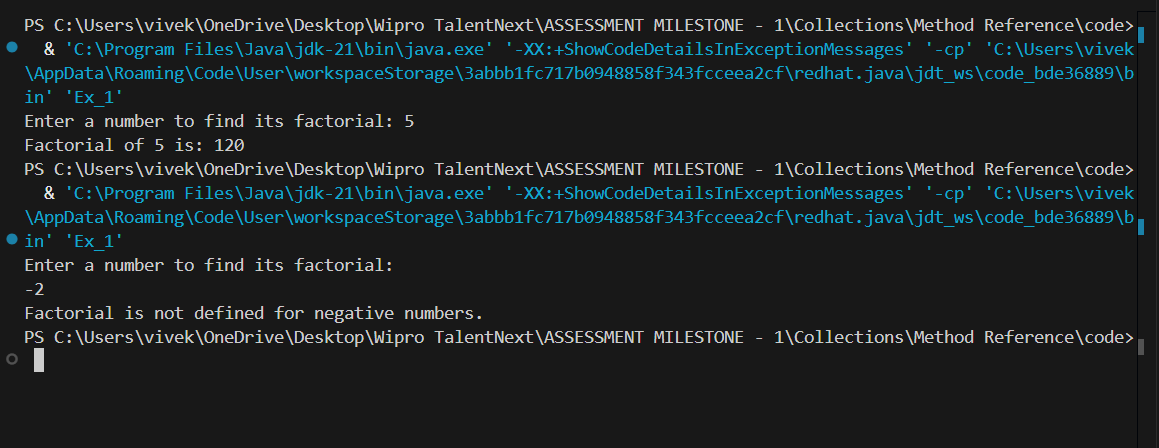 PS C:\Users\vivek\OneDrive\Desktop\Wipro TalentNext\ASSESSMENT MILESTONE - 1\Collections\Method Reference\code>
& 'C:\Program Files\Java\jdk-21\bin\java.exe' '-XX:+ShowCodeDetailsInExceptionMessages' '-cp' 'C:\Users\vivek
\AppData\Roaming\Code\User\workspaceStorage\3abbb1fc717b0948858f343fcceea2cf\redhat.java\jdt_ws\code_bde36889\b
in' 'Ex_1'
Enter a number to find its factorial: 5
Factorial of 5 is: 120
PS C:\Users\vivek\OneDrive\Desktop\Wipro TalentNext\ASSESSMENT MILESTONE - 1\Collections\Method Reference\code>
& 'C:\Program Files\Java\jdk-21\bin\java.exe' '-XX:+ShowCodeDetailsInExceptionMessages' '-cp' 'C:\Users\vivek
\AppData\Roaming\Code\User\workspaceStorage\3abbb1fc717b0948858f343fcceea2cf\redhat.java\jdt_ws\code_bde36889\b
in' 'Ex_1'
Enter a number to find its factorial:
-2
Factorial is not defined for negative numbers.
PS C:\Users\vivek\OneDrive\Desktop\Wipro TalentNext\ASSESSMENT MILESTONE - 1\Collections\Method Reference\code>